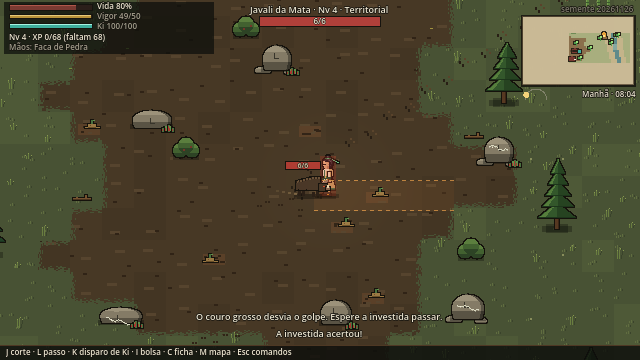 Vida 80%
Vigor 49/50
Ki 100/100
Nv 4 · XP 0/68 (faltam 68)
Mãos: Faca de Pedra
Javali da Mata · Nv 4 · Territorial
6/6
semente 20261126
Manhã · 08:04
6/6
O couro grosso desvia o golpe. Espere a investida passar.
A investida acertou!
J corte · L passo · K disparo de Ki · I bolsa · C ficha · M mapa · Esc comandos